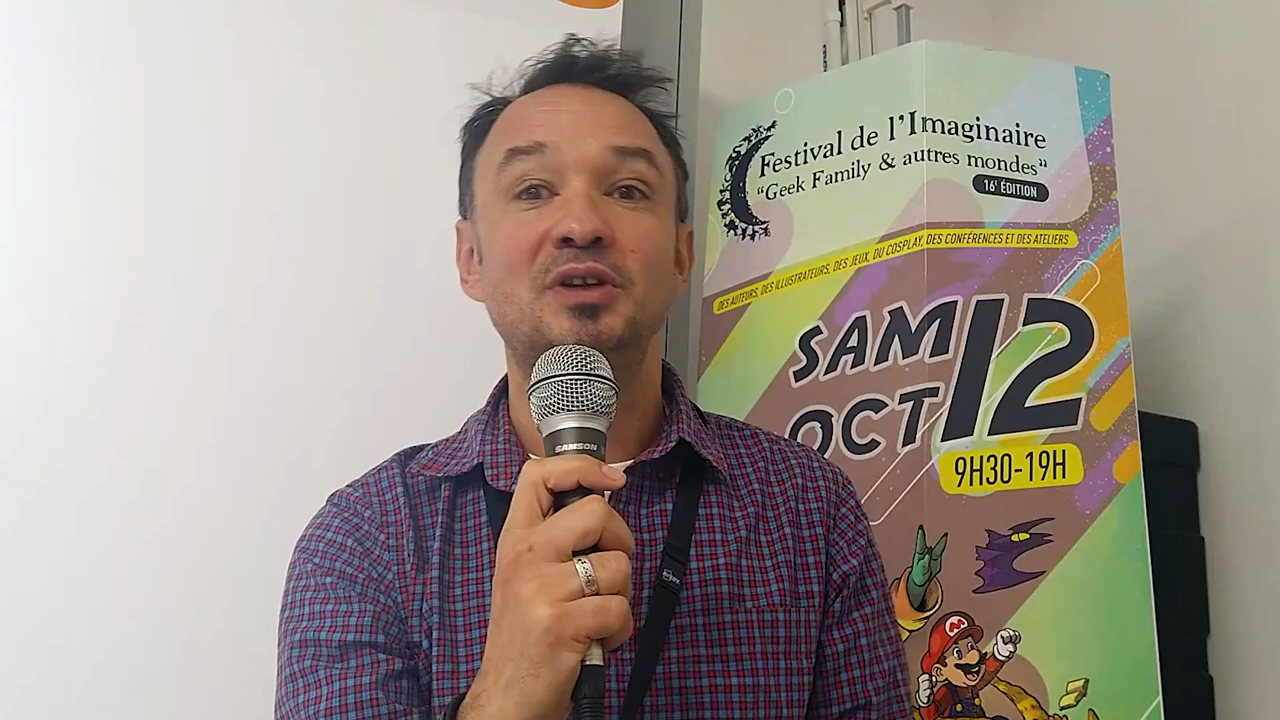 Festival de l'Imaginaire
"Geek Family & autres mondes"
16e ÉDITION
DES AUTEURS, DES ILLUSTRATEURS, DES JEUX, DU COSPLAY, DES CONFÉRENCES ET DES ATELIERS
SAM
OCT
12
9H30-19H
SAMSON
M